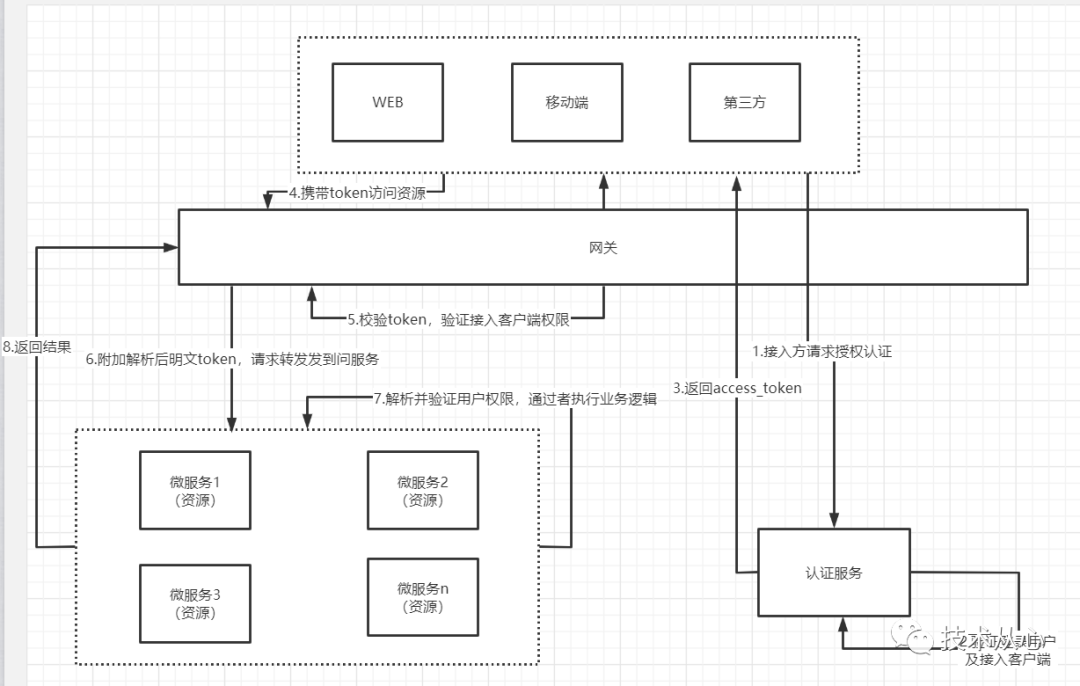 WEB
移动端
第三方
4.携带token访问资源
网关
5.校验token，验证接入客户端权限
8.返回结果
6.附加解析后明文token，请求转发发到问服务
1.接入方请求授权认证
3.返回access_token
7.解析并验证用户权限，通过者执行业务逻辑
微服务1
（资源）
微服务2
（资源）
微服务3
（资源）
微服务n
（资源）
认证服务
技术从心
用户
及接入客户端